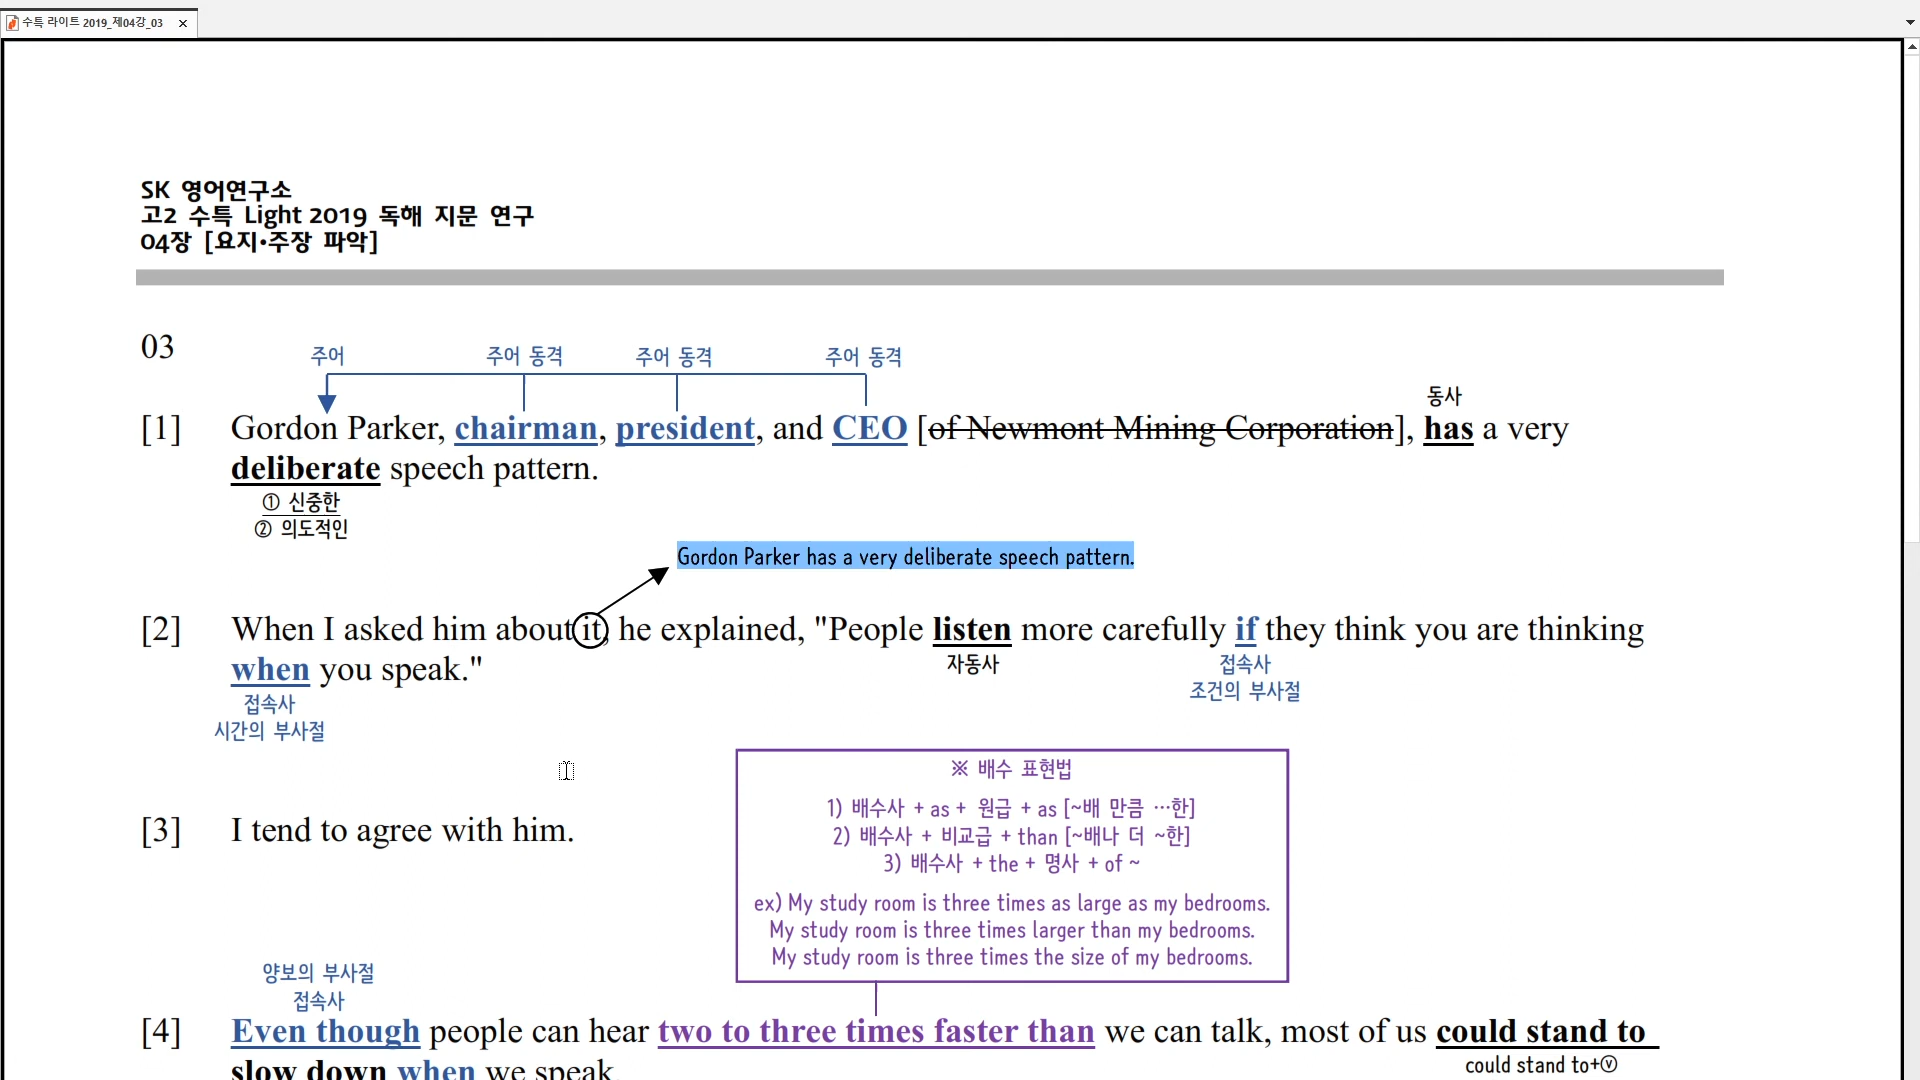 수특 라이트 2019_제04강_03
SK 영어연구소
고2 수특 Light 2019 독해 지문 연구
04장 [요지•주장 파악]
03
주어 주어 동격 주어 동격 주어 동격
동사
[1] Gordon Parker, chairman, president, and CEO [of Newmont Mining Corporation], has a very
deliberate speech pattern.
① 신중한
② 의도적인
Gordon Parker has a very deliberate speech pattern.
[2] When I asked him about it, he explained, "People listen more carefully if they think you are thinking
자동사 접속사
조건의 부사절
when you speak."
접속사
시간의 부사절
※ 배수 표현법
1) 배수사 + as + 원급 + as [~배 만큼 …한]
2) 배수사 + 비교급 + than [~배나 더 ~한]
3) 배수사 + the + 명사 + of ~
ex) My study room is three times as large as my bedrooms.
My study room is three times larger than my bedrooms.
My study room is three times the size of my bedrooms.
[3] I tend to agree with him.
양보의 부사절
접속사
[4] Even though people can hear two to three times faster than we can talk, most of us could stand to
could stand to+ⓥ
slow down when we speak.